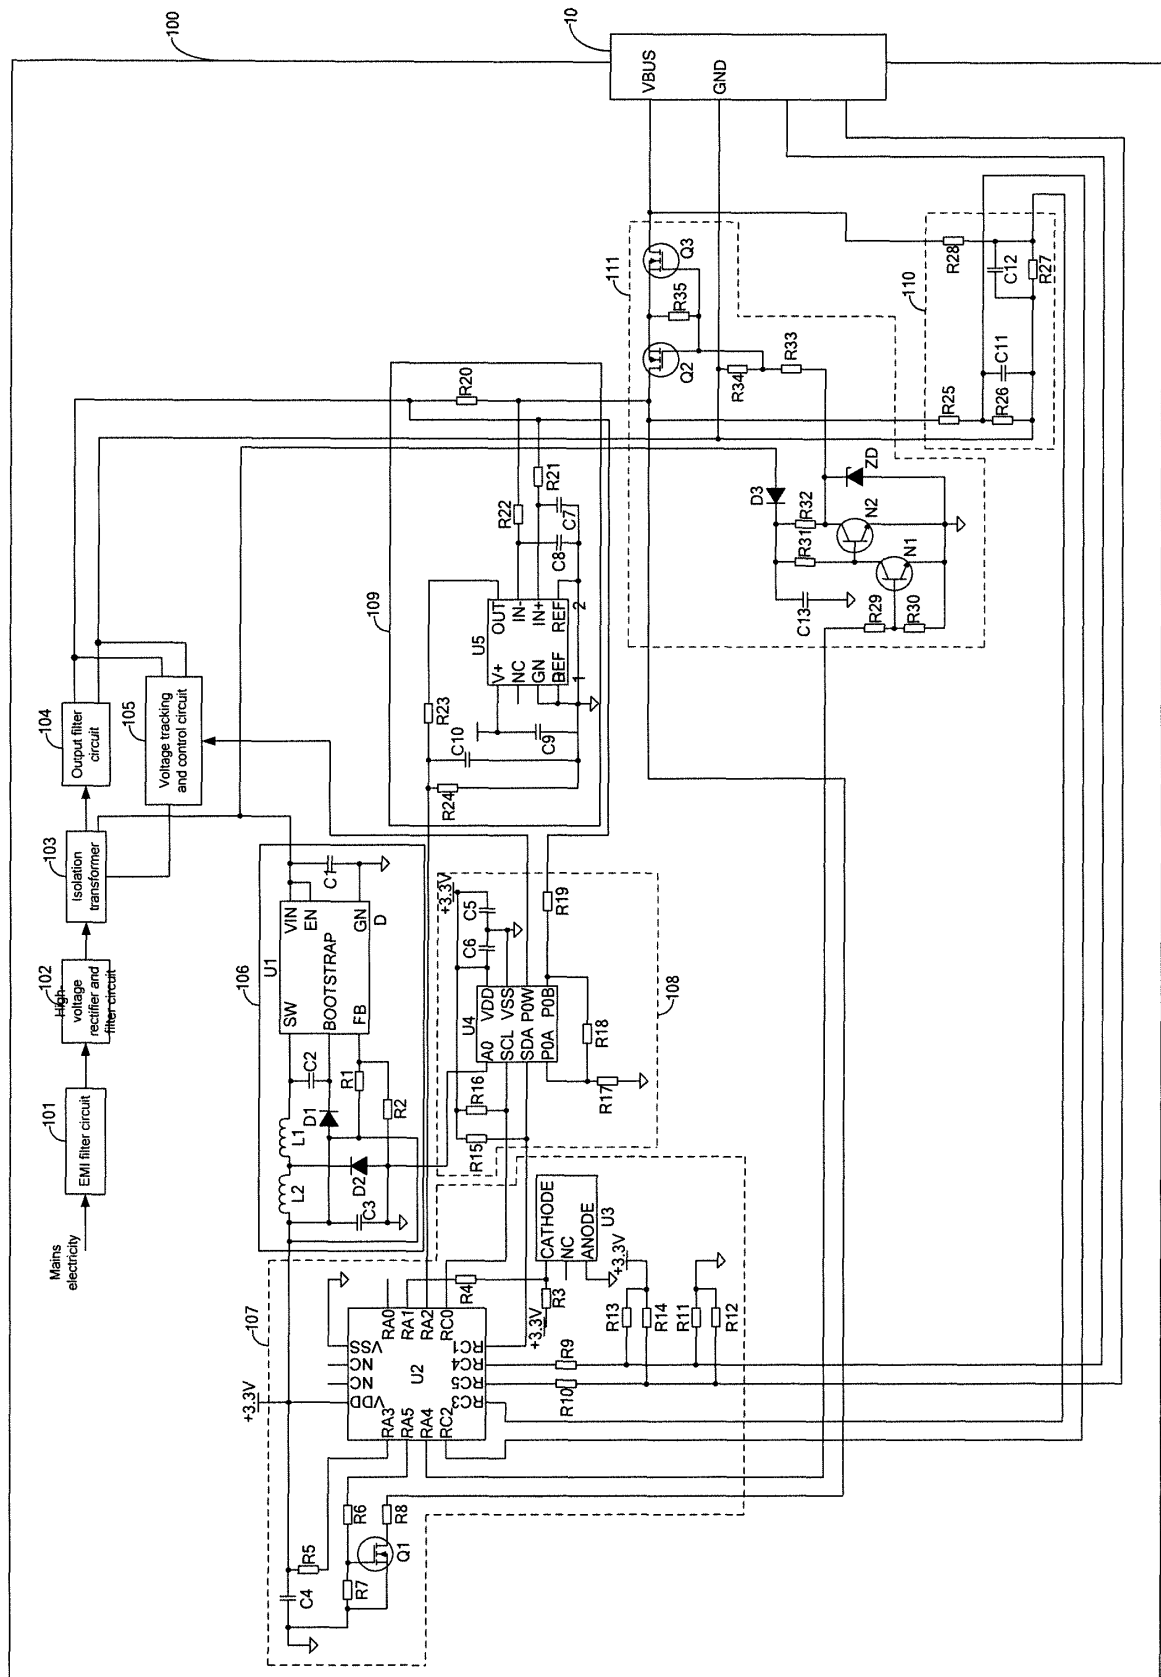 100
10
VBUS
GND
101
EMI filter circuit
Mains
electricity
102
High-
voltage
rectifier and
filter circuit
103
Isolation
transformer
104
Output filter
circuit
105
Voltage tracking
and control circuit
106
U1
SW
BOOTSTRAP
FB
VIN
EN
GN
D
C1
C2
L1
L2
D1
D2
C3
R1
R2
107
+3.3V
VDD
NC
NC
VSS
U2
RA3
RA5
RA4
RC2
RA0
RA1
RA2
RC0
RC1
RC4
RC5
RC3
C4
R5
R6
R7
R8
Q1
R4
R3
+3.3V
CATHODE
NC
ANODE
U3
+3.3V
R13
R14
R11
R12
R9
R10
108
+3.3V
C5
C6
U4
A0
SCL
SDA
P0A
VDD
VSS
P0W
P0B
R15
R16
R17
R18
R19
109
U5
V+
NC
GN
D
REF
1
OUT
IN-
IN+
REF
2
R20
R21
R22
R23
R24
C7
C8
C9
C10
111
Q2
Q3
R35
R34
R33
D3
ZD
R31
R32
N2
N1
C13
R29
R30
110
R28
C12
R27
R25
C11
R26